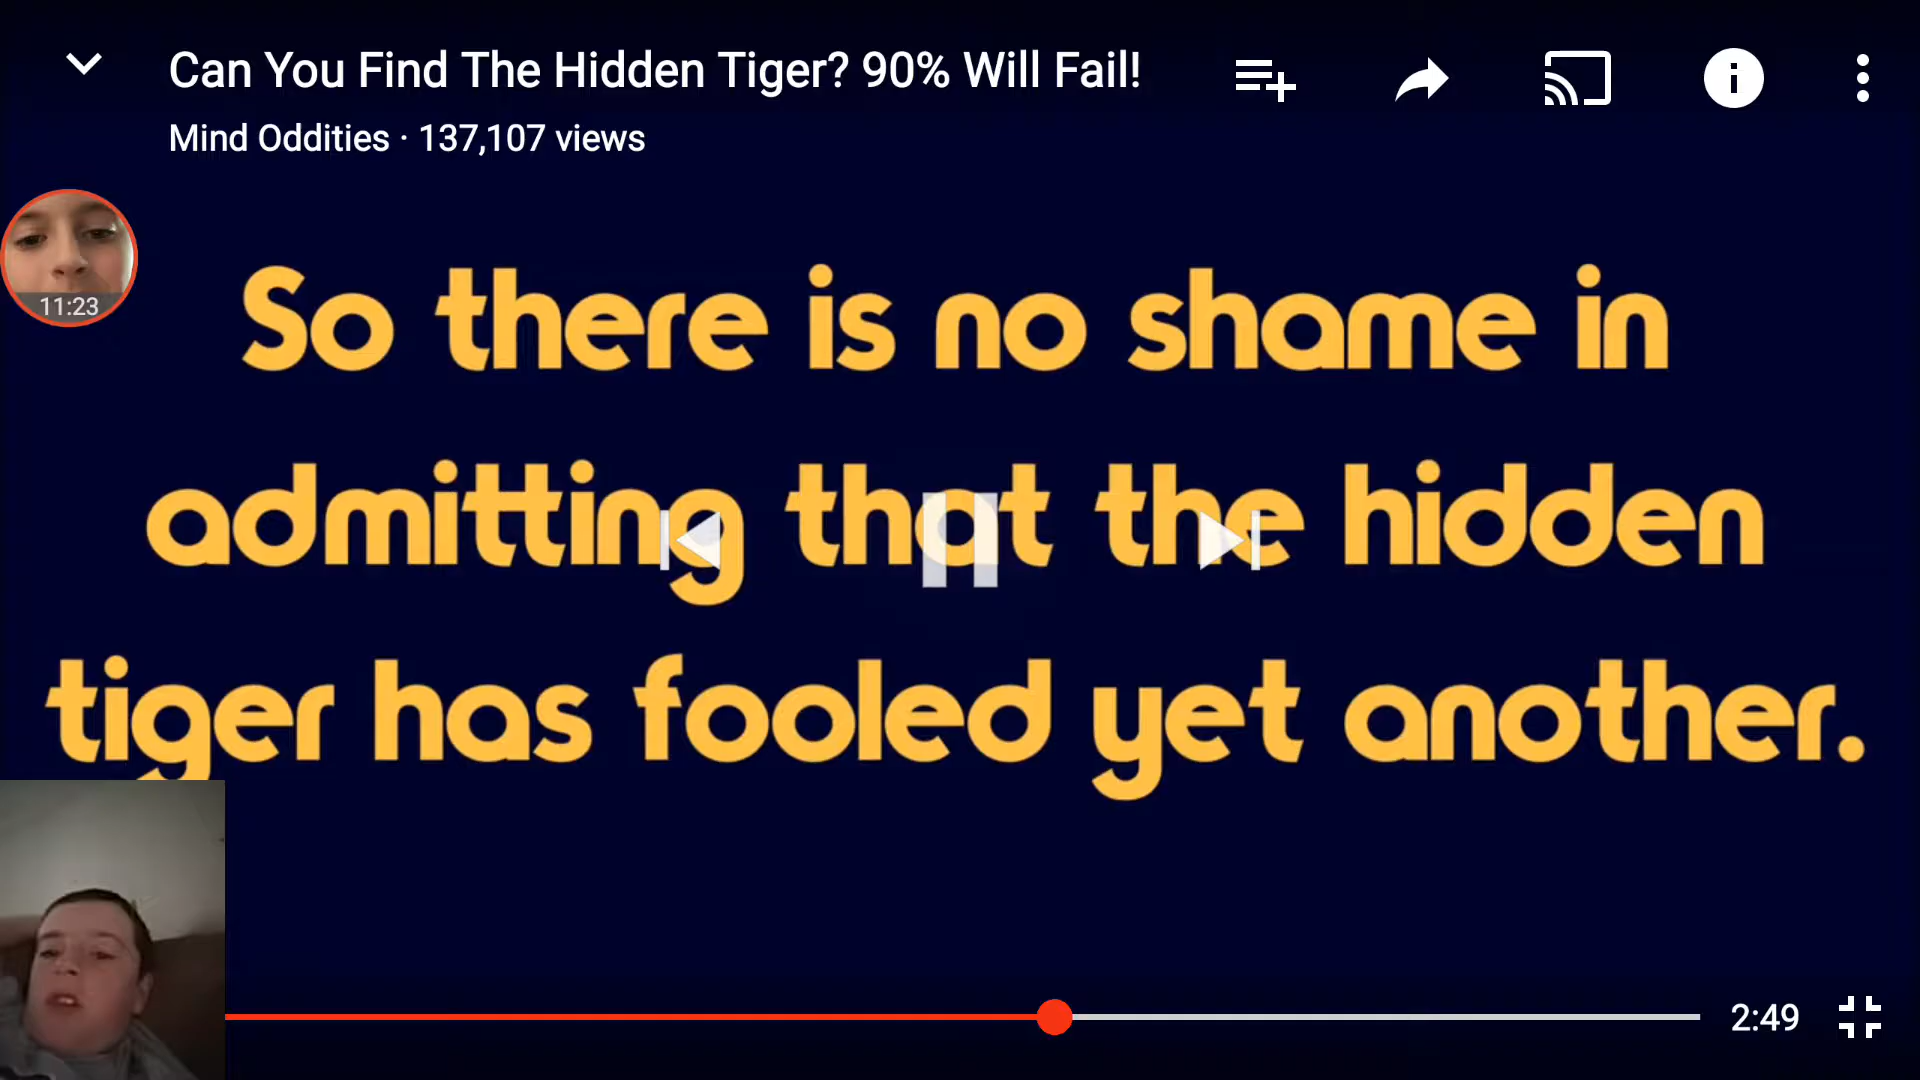 Can You Find The Hidden Tiger? 90% Will Fail!
Mind Oddities · 137,107 views
11:23
So there is no shame in
admitting that the hidden
tiger has fooled yet another.
2:49